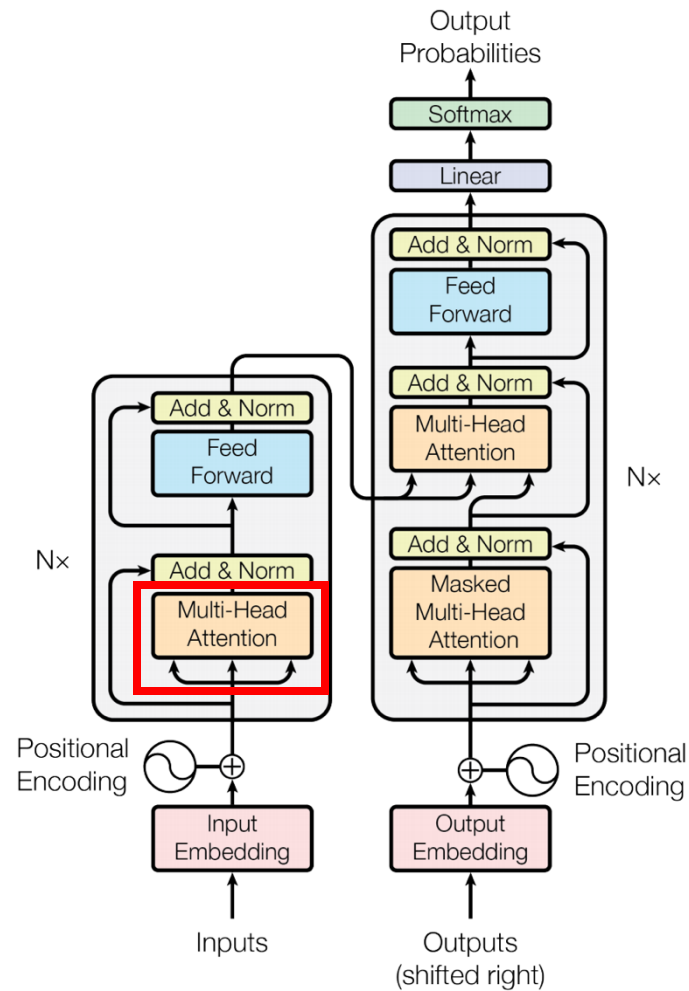 Output
Probabilities
Softmax
Linear
Add & Norm
Feed
Forward
Add & Norm
Multi-Head
Attention
Add & Norm
Masked
Multi-Head
Attention
Nx
Add & Norm
Feed
Forward
Add & Norm
Multi-Head
Attention
N×
Positional
Encoding
Positional
Encoding
Input
Embedding
Output
Embedding
Inputs
Outputs
(shifted right)